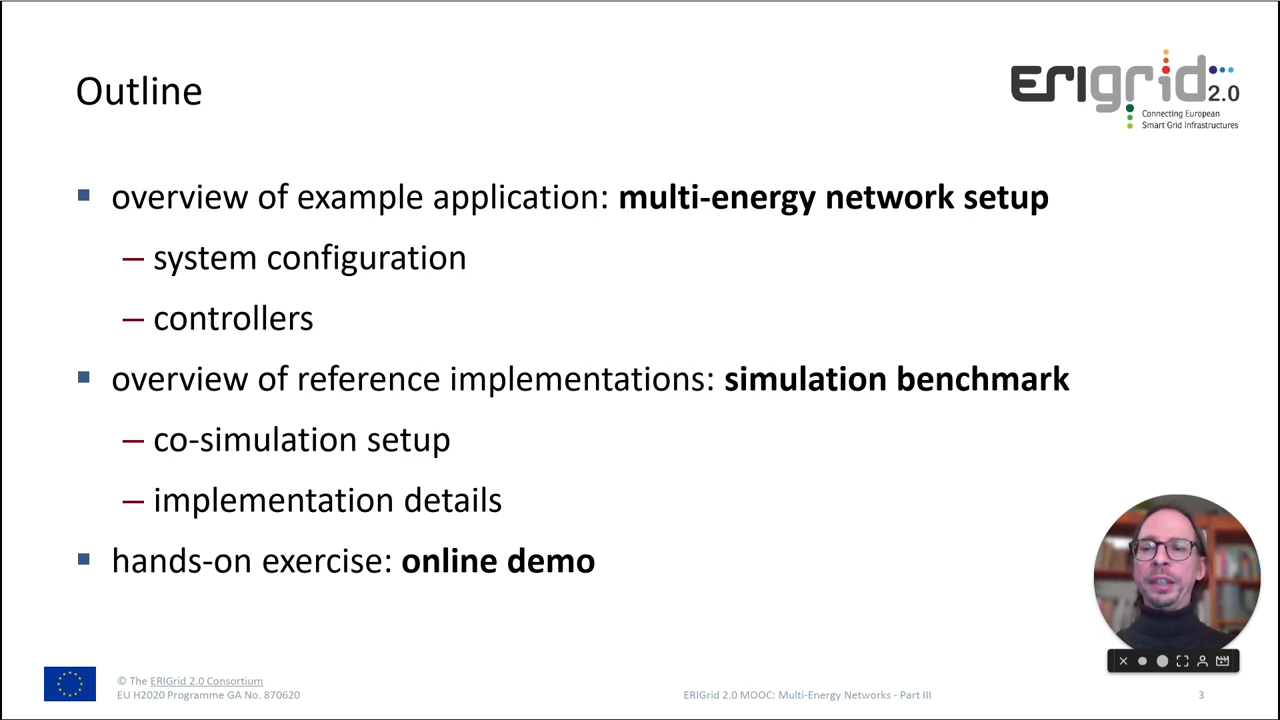 Outline
ERIgrid 2.0
Connecting European
Smart Grid Infrastructures
overview of example application: multi-energy network setup
– system configuration
– controllers
overview of reference implementations: simulation benchmark
– co-simulation setup
– implementation details
hands-on exercise: online demo
© The ERIGrid 2.0 Consortium
EU H2020 Programme GA No. 870620
ERIGrid 2.0 MOOC: Multi-Energy Networks - Part III
3